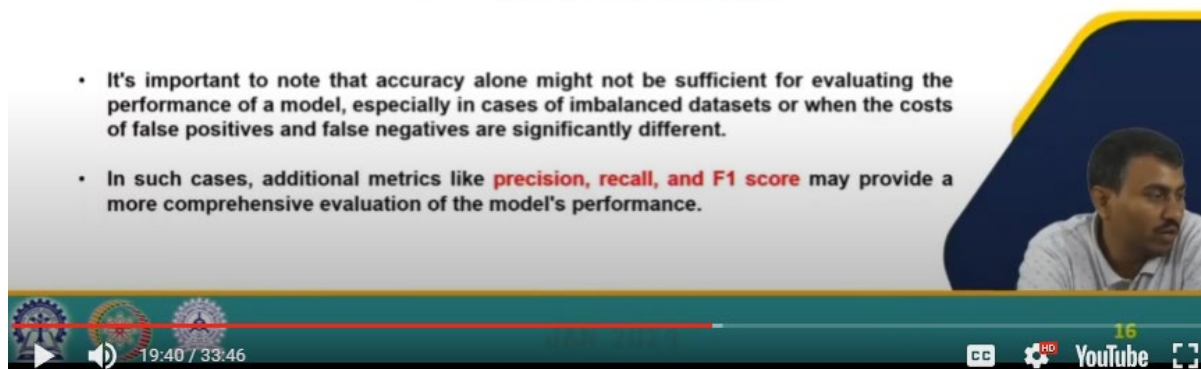 • It's important to note that accuracy alone might not be sufficient for evaluating the
performance of a model, especially in cases of imbalanced datasets or when the costs
of false positives and false negatives are significantly different.
• In such cases, additional metrics like precision, recall, and F1 score may provide a
more comprehensive evaluation of the model's performance.
16
19:40 / 33:46
CC
HD
YouTube